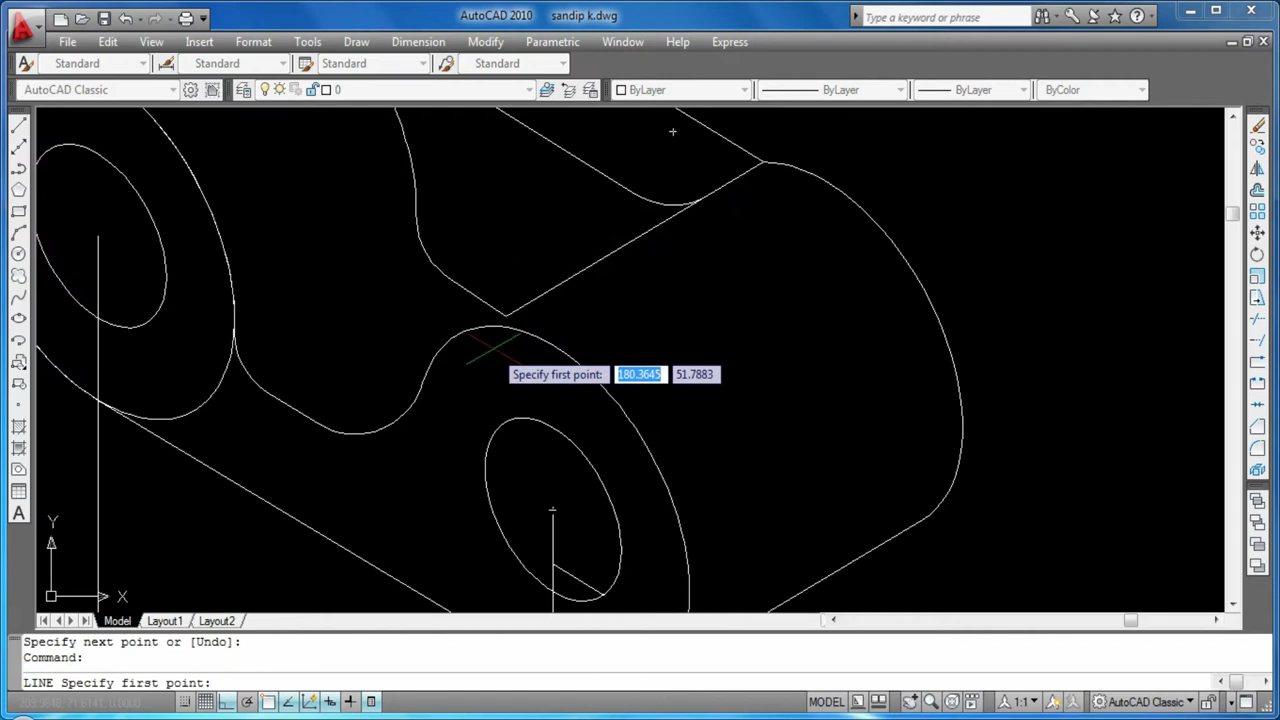 AutoCAD 2010 sandip k.dwg
Type a keyword or phrase
File Edit View Insert Format Tools Draw Dimension Modify Parametric Window Help Express
Standard Standard Standard Standard
AutoCAD Classic 0 ByLayer ByLayer ByLayer ByColor
Specify first point: 180.3645 51.7883
Y
X
Model Layout1 Layout2
Specify next point or [Undo]:
Command:
LINE Specify first point:
MODEL 1:1 AutoCAD Classic